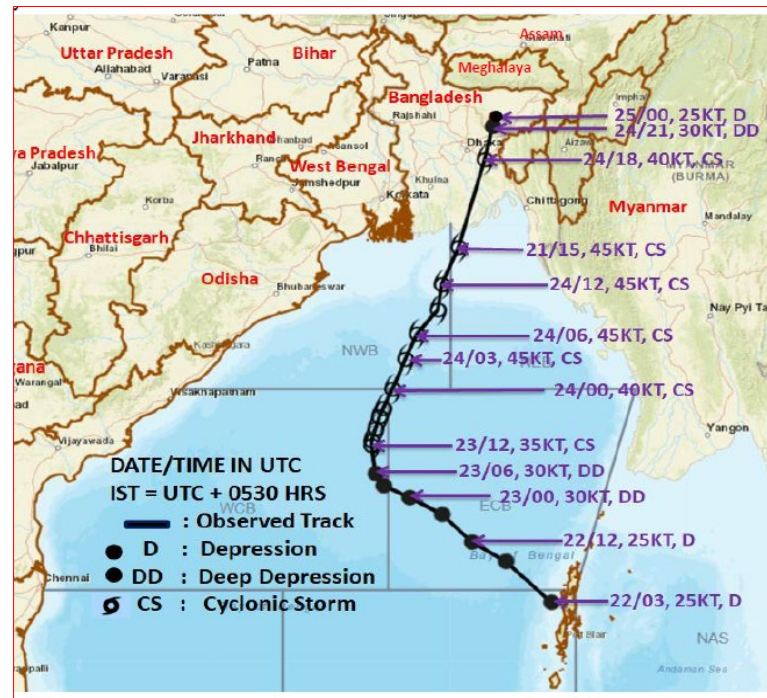 Kanpur
Assam
Uttar Pradesh
Bihar
Allahabad
Patna
Varanasi
Meghalaya
Imphal
Bangladesh
Rajshahi
25/00, 25KT, D
24/21, 30KT, DD
Jharkhand
Dhaka
Aizawl
24/18, 40KT, CS
MYANMAR
(BURMA)
Jabalpur
West Bengal
Jamshedpur
Khulna
Kolkata
Chittagong
Myanmar
Mandalay
Korba
Chhattisgarh
Bhilai
21/15, 45KT, CS
Odisha
24/12, 45KT, CS
Bhubaneswar
Nay Pyi Ta
24/06, 45KT, CS
NWB
24/03, 45KT, CS
Warangal
24/00, 40KT, CS
Visakhapatnam
Yangon
Vijayawada
23/12, 35KT, CS
DATE/TIME IN UTC
23/06, 30KT, DD
IST = UTC + 0530 HRS
WCB
23/00, 30KT, DD
ECB
: Observed Track
22/12, 25KT, D
D : Depression
Bay of Bengal
Chennai
DD : Deep Depression
CS : Cyclonic Storm
22/03, 25KT, D
Port Blair
NAS
Andaman Sea